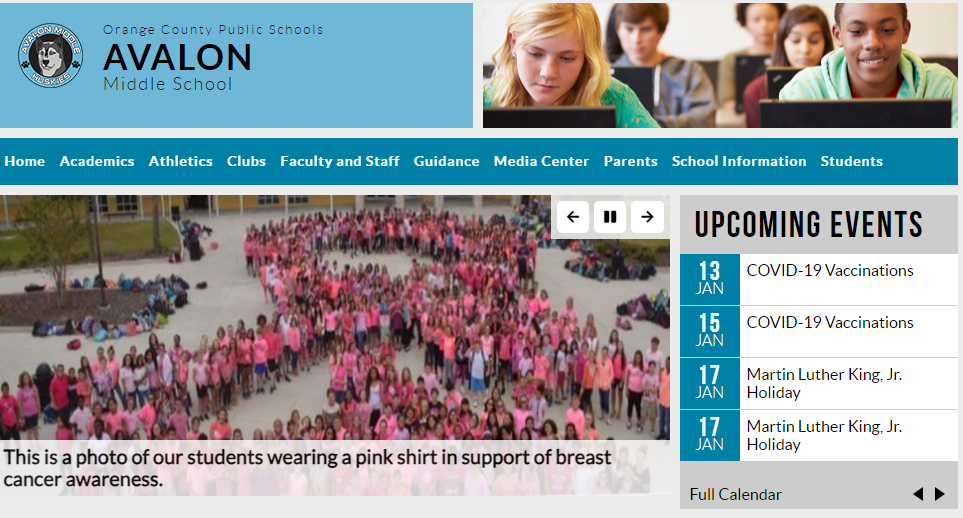 AVALON MIDDLE
HUSKIES
Orange County Public Schools
AVALON
Middle School
Home Academics Athletics Clubs Faculty and Staff Guidance Media Center Parents School Information Students
This is a photo of our students wearing a pink shirt in support of breast
cancer awareness.
UPCOMING EVENTS
13
JAN
COVID-19 Vaccinations
15
JAN
COVID-19 Vaccinations
17
JAN
Martin Luther King, Jr.
Holiday
17
JAN
Martin Luther King, Jr.
Holiday
Full Calendar